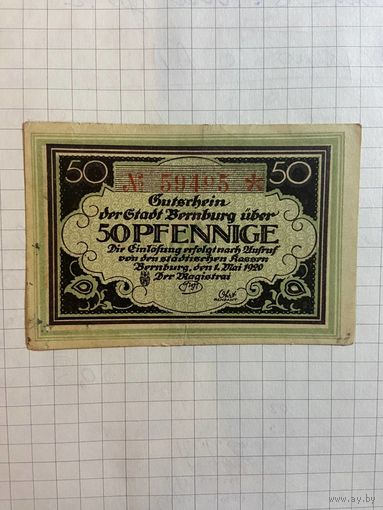 50 50
№ 59495 *
Gutschein
der Stadt Bernburg über
50 PFENNIGE
Die Einlösung erfolgt nach Aufruf
von den städtischen Kassen
Bernburg, den 1. Mai 1920
Der Magistrat
www.ay.by